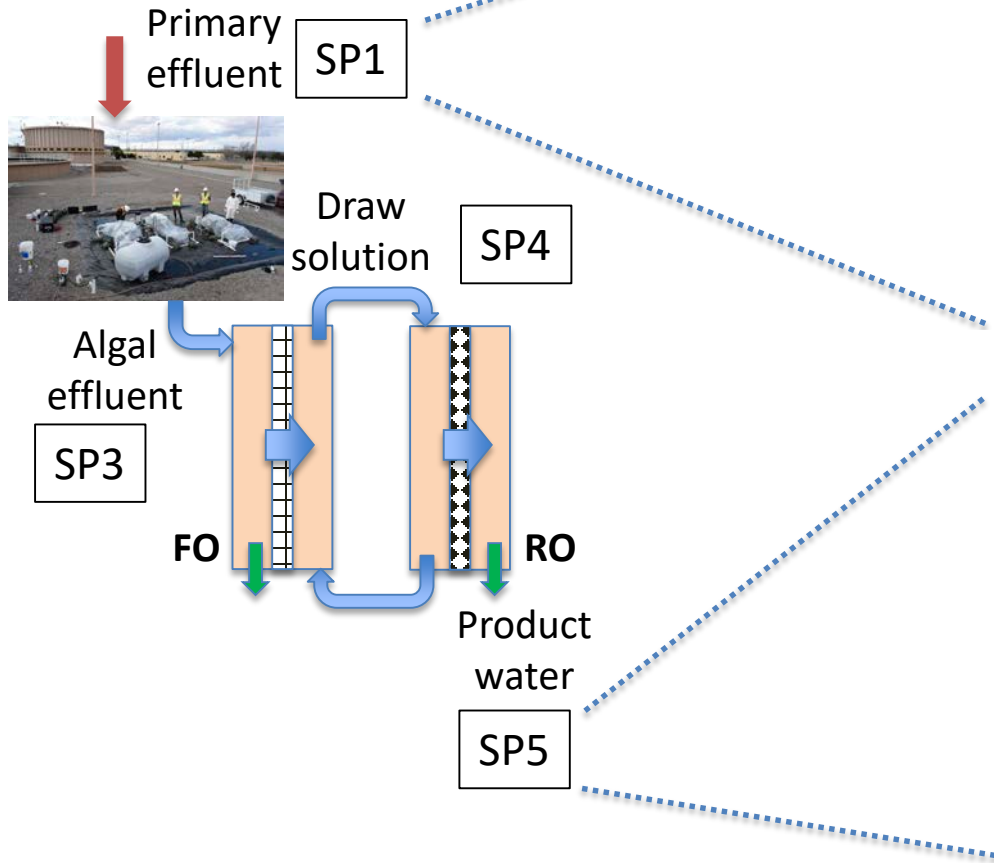 Primary
effluent
SP1
Draw
solution
SP4
Algal
effluent
SP3
FO
RO
Product
water
SP5